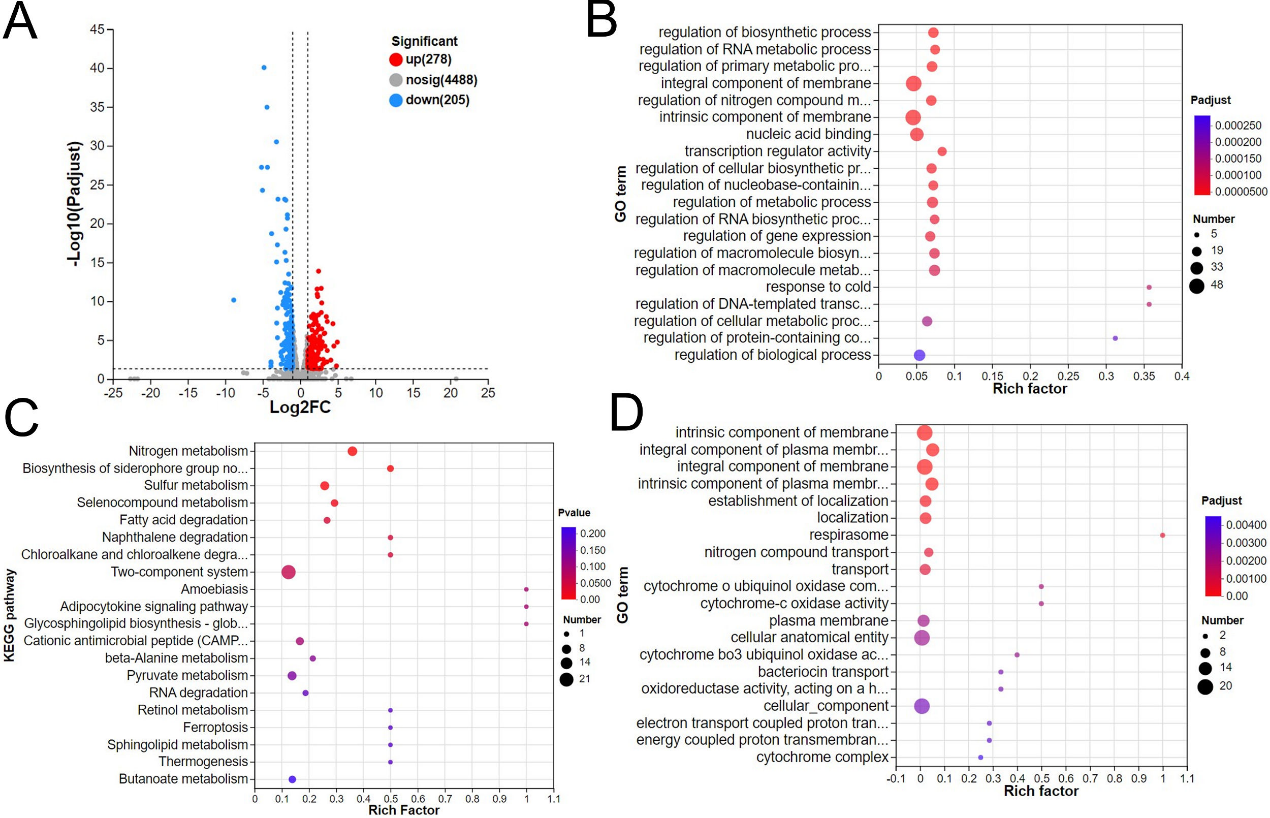 A
45
40
35
30
25
20
15
10
5
0
-Log10(Padjust)
-25 -20 -15 -10 -5 0 5 10 15 20 25
Log2FC
Significant
up(278)
nosig(4488)
down(205)
B
GO term
regulation of biosynthetic process
regulation of RNA metabolic process
regulation of primary metabolic pro...
integral component of membrane
regulation of nitrogen compound m...
intrinsic component of membrane
nucleic acid binding
transcription regulator activity
regulation of cellular biosynthetic pr...
regulation of nucleobase-containin...
regulation of metabolic process
regulation of RNA biosynthetic proc...
regulation of gene expression
regulation of macromolecule biosyn...
regulation of macromolecule metab...
response to cold
regulation of DNA-templated transc...
regulation of cellular metabolic proc...
regulation of protein-containing co...
regulation of biological process
0 0.05 0.1 0.15 0.2 0.25 0.3 0.35 0.4
Rich factor
Padjust
0.000250
0.000200
0.000150
0.000100
0.0000500
Number
5
19
33
48
C
KEGG pathway
Nitrogen metabolism
Biosynthesis of siderophore group no...
Sulfur metabolism
Selenocompound metabolism
Fatty acid degradation
Naphthalene degradation
Chloroalkane and chloroalkene degra...
Two-component system
Amoebiasis
Adipocytokine signaling pathway
Glycosphingolipid biosynthesis - glob...
Cationic antimicrobial peptide (CAMP...
beta-Alanine metabolism
Pyruvate metabolism
RNA degradation
Retinol metabolism
Ferroptosis
Sphingolipid metabolism
Thermogenesis
Butanoate metabolism
0 0.1 0.2 0.3 0.4 0.5 0.6 0.7 0.8 0.9 1 1.1
Rich Factor
Pvalue
0.200
0.150
0.100
0.0500
0.00
Number
1
8
14
21
D
GO term
intrinsic component of membrane
integral component of plasma membr...
integral component of membrane
intrinsic component of plasma membr...
establishment of localization
localization
respirasome
nitrogen compound transport
transport
cytochrome o ubiquinol oxidase com...
cytochrome-c oxidase activity
plasma membrane
cellular anatomical entity
cytochrome bo3 ubiquinol oxidase ac...
bacteriocin transport
oxidoreductase activity, acting on a h...
cellular_component
electron transport coupled proton tran...
energy coupled proton transmembran...
cytochrome complex
-0.1 0 0.1 0.2 0.3 0.4 0.5 0.6 0.7 0.8 0.9 1 1.1
Rich factor
Padjust
0.00400
0.00300
0.00200
0.00100
0.00
Number
2
8
14
20